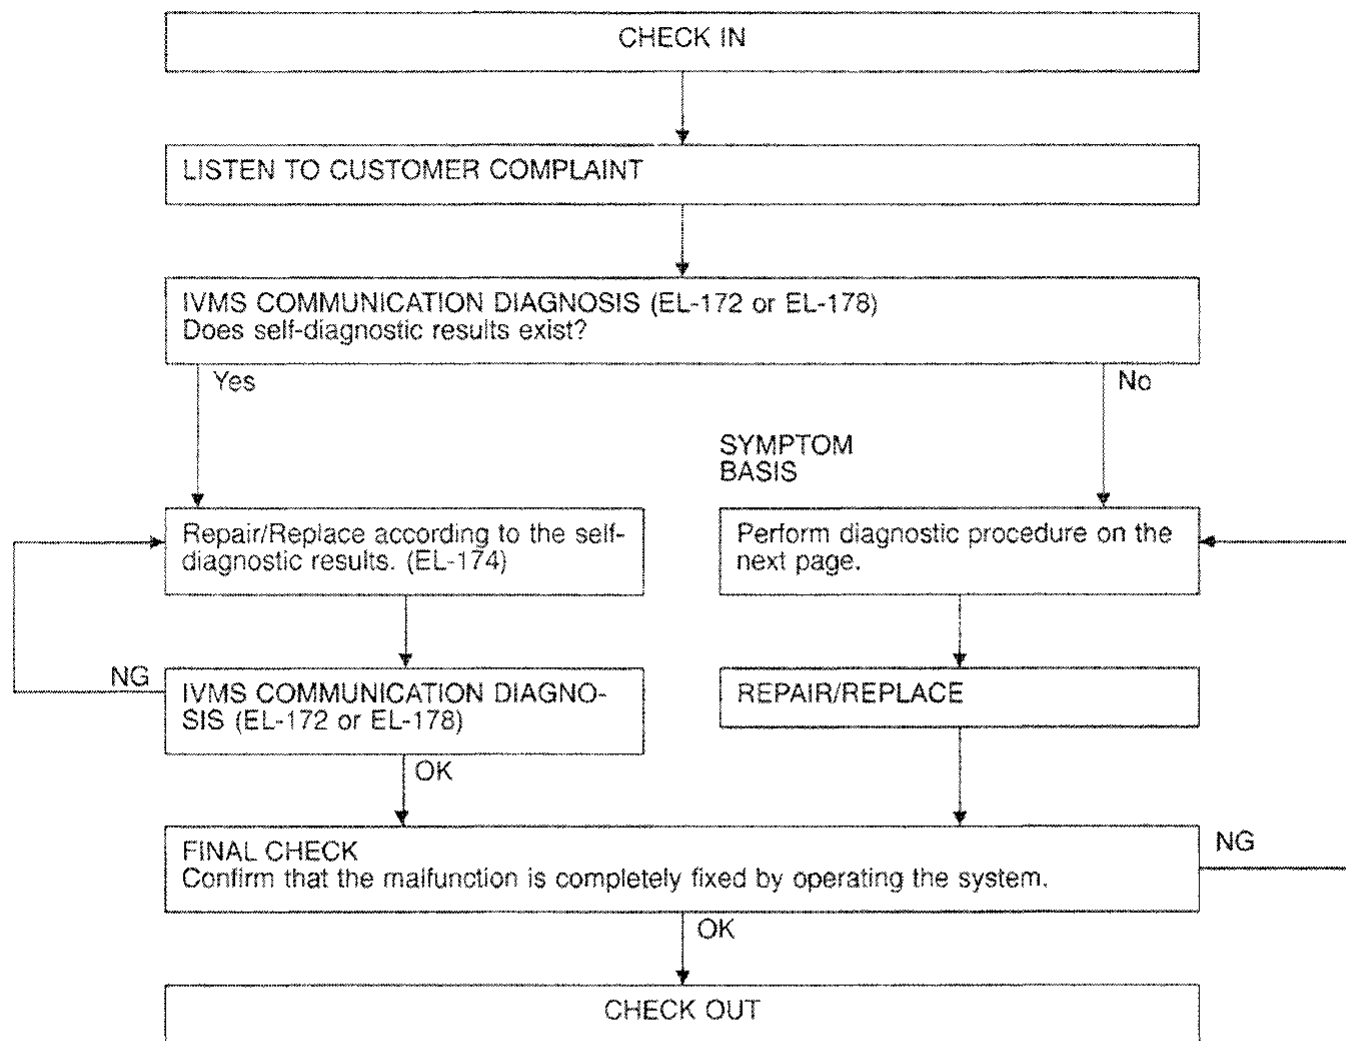 CHECK IN
LISTEN TO CUSTOMER COMPLAINT
IVMS COMMUNICATION DIAGNOSIS (EL-172 or EL-178)
Does self-diagnostic results exist?
Yes
No
SYMPTOM
BASIS
Repair/Replace according to the self-
diagnostic results. (EL-174)
Perform diagnostic procedure on the
next page.
NG
IVMS COMMUNICATION DIAGNO-
SIS (EL-172 or EL-178)
REPAIR/REPLACE
OK
FINAL CHECK
Confirm that the malfunction is completely fixed by operating the system.
NG
OK
CHECK OUT